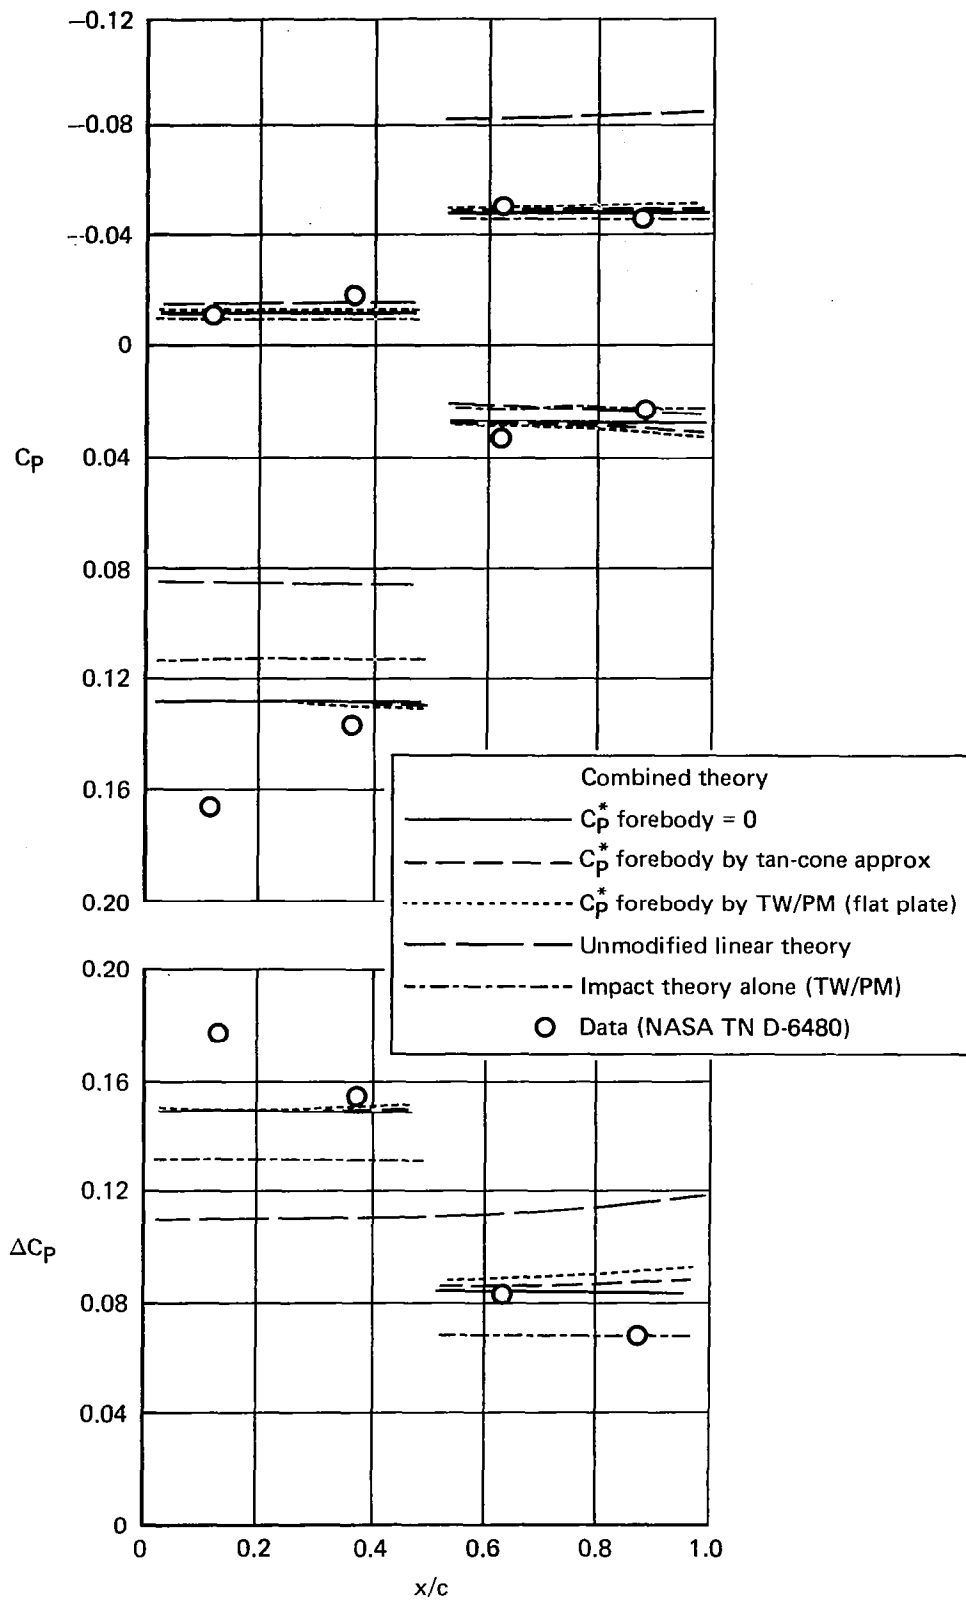 −0.12
−0.08
−0.04
0
0.04
0.08
0.12
0.16
0.20
Cp
Combined theory
Cp* forebody = 0
Cp* forebody by tan-cone approx
Cp* forebody by TW/PM (flat plate)
Unmodified linear theory
Impact theory alone (TW/PM)
Data (NASA TN D-6480)
0.20
0.16
0.12
0.08
0.04
0
ΔCp
0 0.2 0.4 0.6 0.8 1.0
x/c